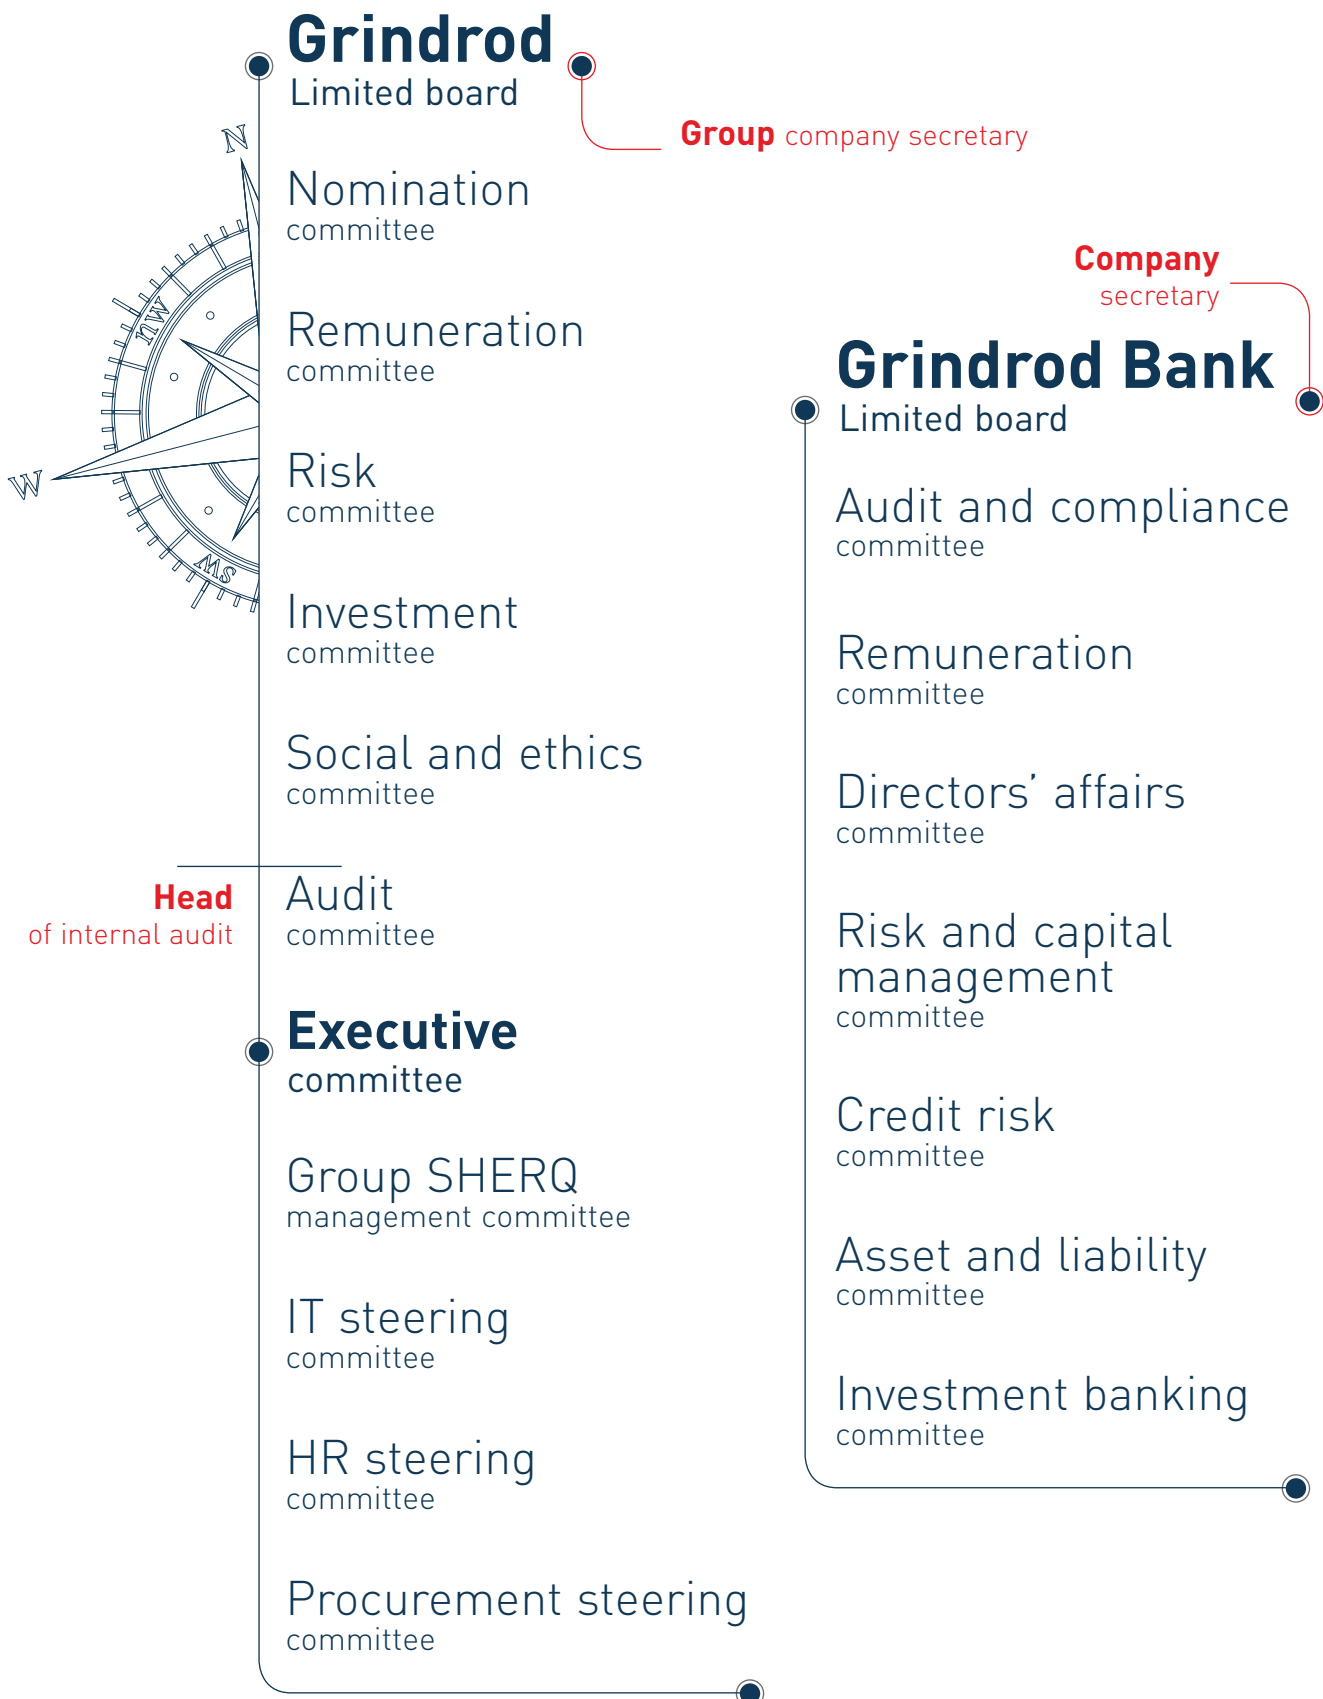 Grindrod
Limited board
Group company secretary
N
Nomination
committee
nw
Remuneration
committee
W
Risk
committee
sw
Investment
committee
Social and ethics
committee
Head
of internal audit
Audit
committee
Executive
committee
Group SHERQ
management committee
IT steering
committee
HR steering
committee
Procurement steering
committee
Company
secretary
Grindrod Bank
Limited board
Audit and compliance
committee
Remuneration
committee
Directors’ affairs
committee
Risk and capital
management
committee
Credit risk
committee
Asset and liability
committee
Investment banking
committee